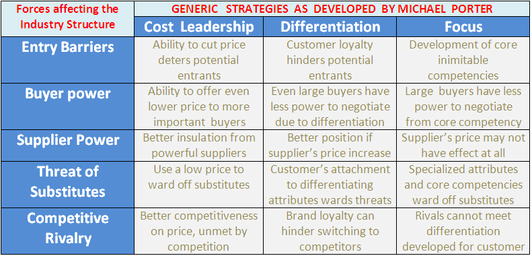 Forces affecting the
Industry Structure
GENERIC STRATEGIES AS DEVELOPED BY MICHAEL PORTER
Cost Leadership
Differentiation
Focus
Entry Barriers
Ability to cut price
deters potential
entrants
Customer loyalty
hinders potential
entrants
Development of core
inimitable
competencies
Buyer power
Ability to offer even
lower price to more
important buyers
Even large buyers have
less power to negotiate
due to differentiation
Large buyers have less
power to negotiate
from core competency
Supplier Power
Better insulation from
powerful suppliers
Better position if
supplier's price increase
Supplier's price may not
have effect at all
Threat of
Substitutes
Use a low price to
ward off substitutes
Customer's attachment
to differentiating
attributes wards threats
Specialized attributes
and core competencies
ward off substitutes
Competitive
Rivalry
Better competitiveness
on price, unmet by
competition
Brand loyalty can
hinder switching to
competitors
Rivals cannot meet
differentiation
developed for customer